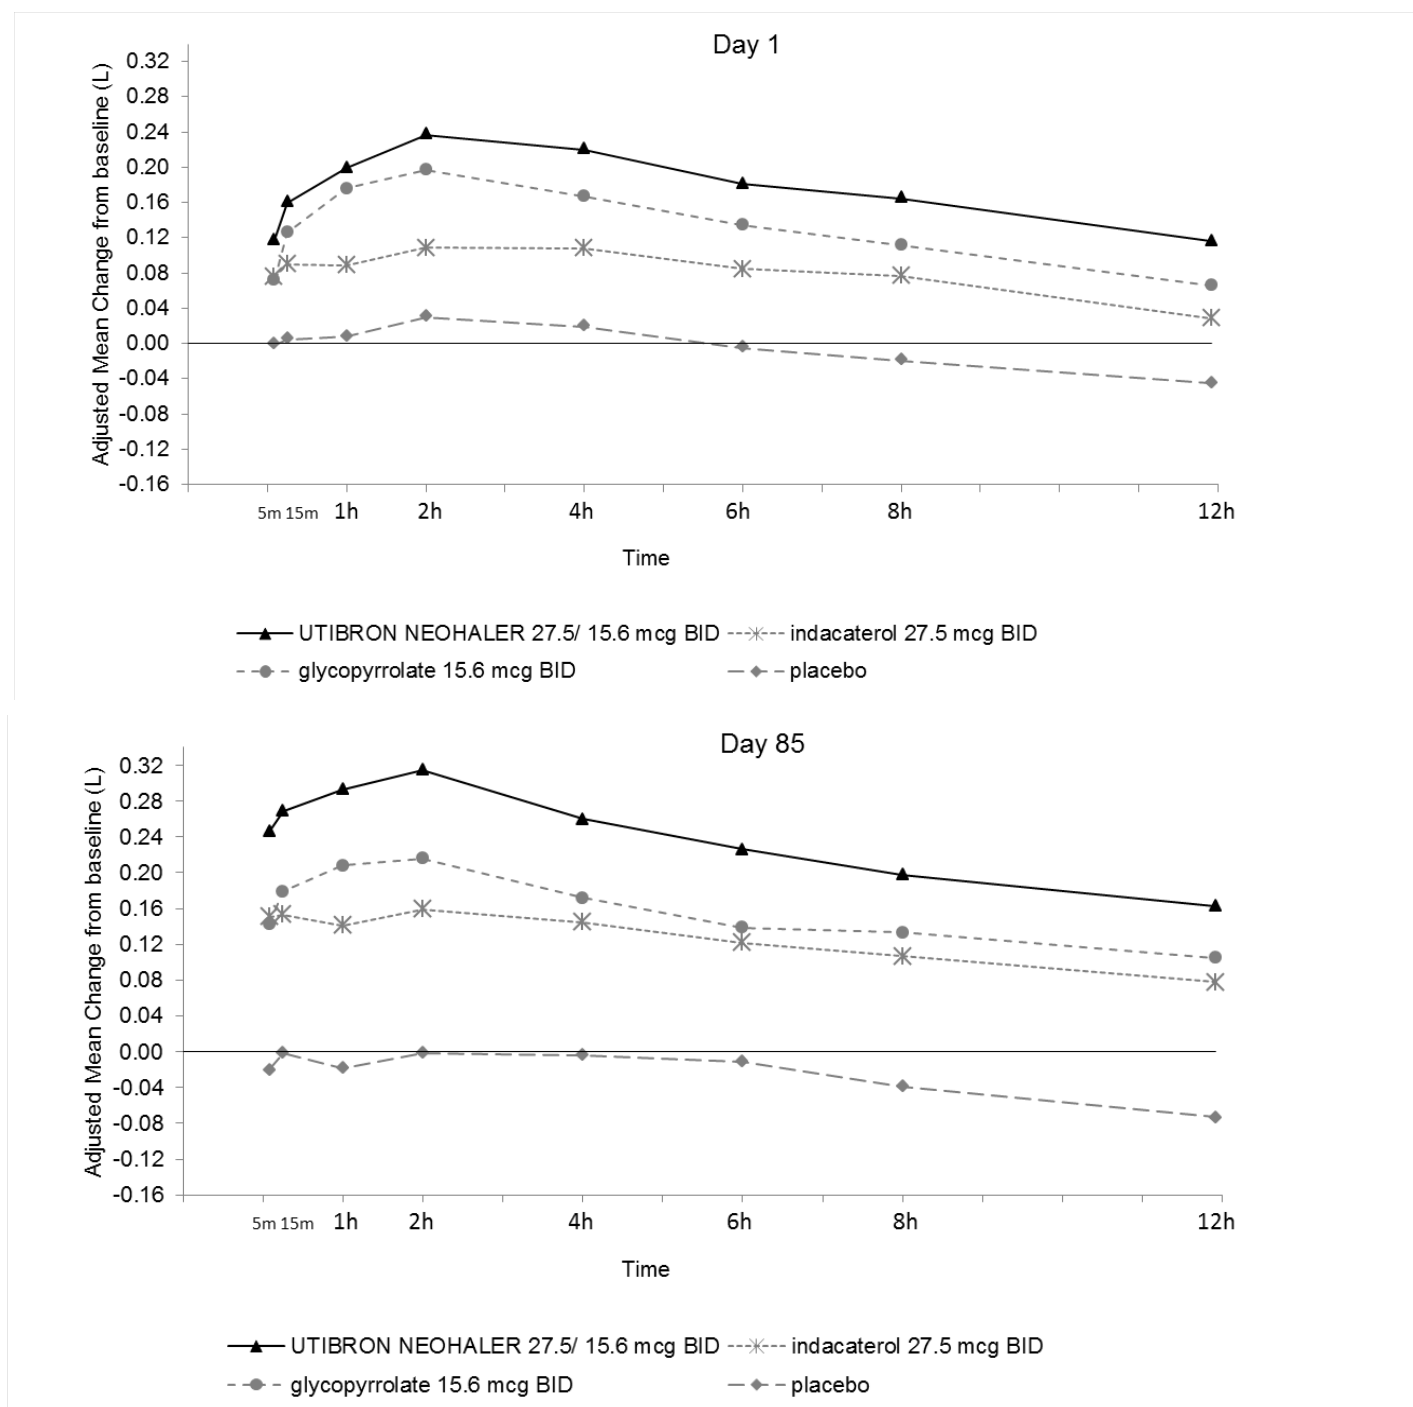 Day 1
Adjusted Mean Change from baseline (L)
0.32
0.28
0.24
0.20
0.16
0.12
0.08
0.04
0.00
-0.04
-0.08
-0.12
-0.16
5m 15m 1h 2h 4h 6h 8h 12h
Time
UTIBRON NEOHALER 27.5/ 15.6 mcg BID indacaterol 27.5 mcg BID
glycopyrrolate 15.6 mcg BID placebo
Day 85
Adjusted Mean Change from baseline (L)
0.32
0.28
0.24
0.20
0.16
0.12
0.08
0.04
0.00
-0.04
-0.08
-0.12
-0.16
5m 15m 1h 2h 4h 6h 8h 12h
Time
UTIBRON NEOHALER 27.5/ 15.6 mcg BID indacaterol 27.5 mcg BID
glycopyrrolate 15.6 mcg BID placebo